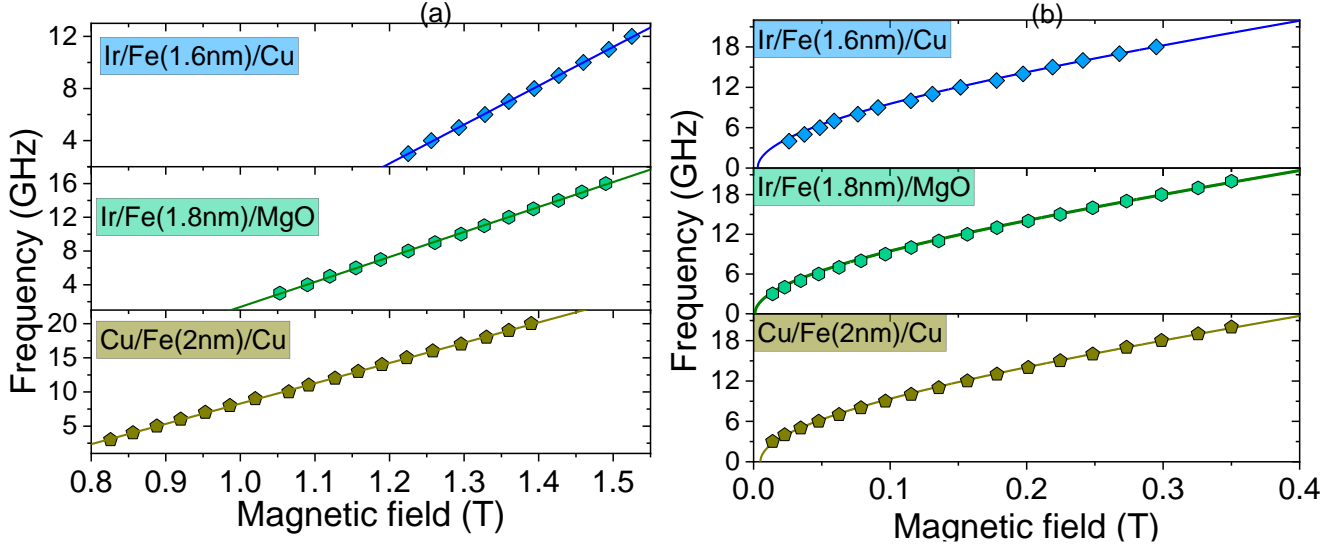 (a)
Ir/Fe(1.6nm)/Cu
12
8
4
Ir/Fe(1.8nm)/MgO
16
12
8
4
Cu/Fe(2nm)/Cu
20
15
10
5
0.8 0.9 1.0 1.1 1.2 1.3 1.4 1.5
Magnetic field (T)
Frequency (GHz)
(b)
Ir/Fe(1.6nm)/Cu
18
12
6
0
Ir/Fe(1.8nm)/MgO
18
12
6
0
Cu/Fe(2nm)/Cu
18
12
6
0
0.0 0.1 0.2 0.3 0.4
Magnetic field (T)
Frequency (GHz)